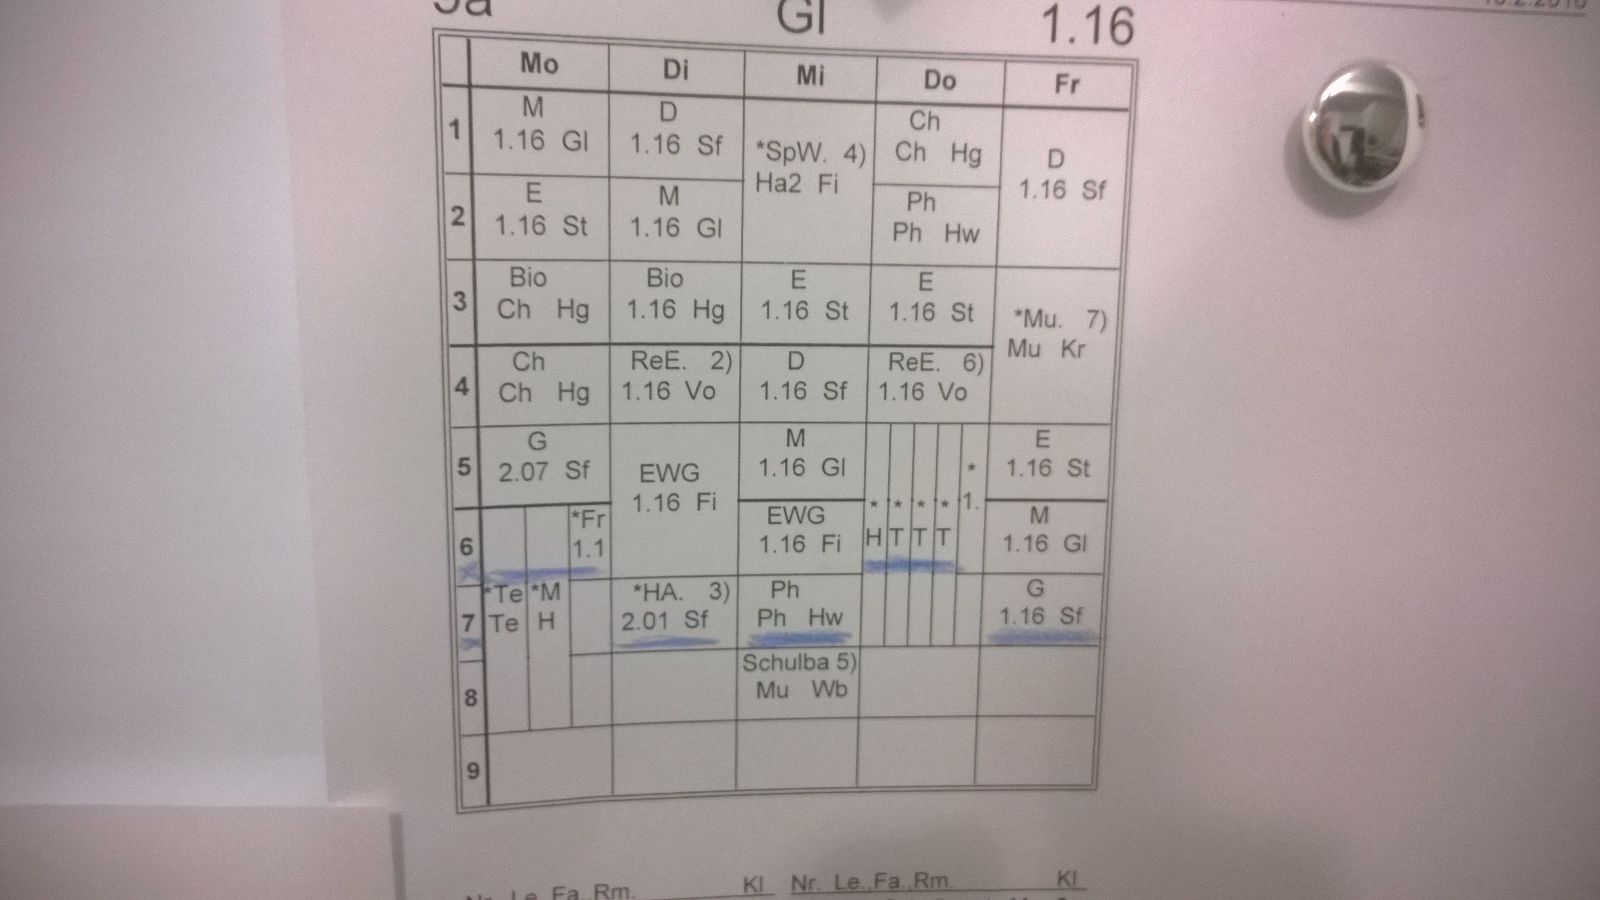 Gl 1.16
Mo Di Mi Do Fr
1
M
1.16 Gl
D
1.16 Sf
*SpW. 4)
Ha2 Fi
Ch
Ch Hg
D
1.16 Sf
2
E
1.16 St
M
1.16 Gl
Ph
Ph Hw
3
Bio
Ch Hg
Bio
1.16 Hg
E
1.16 St
E
1.16 St
*Mu. 7)
Mu Kr
4
Ch
Ch Hg
ReE. 2)
1.16 Vo
D
1.16 Sf
ReE. 6)
1.16 Vo
5
G
2.07 Sf
EWG
1.16 Fi
M
1.16 Gl
* * * * *
H T T T 1.
E
1.16 St
6
*Fr
1.1
EWG
1.16 Fi
M
1.16 Gl
7
*Te *M
Te H
*HA. 3)
2.01 Sf
Ph
Ph Hw
G
1.16 Sf
8
Schulba 5)
Mu Wb
9
Nr. Le.,Fa.,Rm. Kl Nr. Le.,Fa.,Rm. Kl